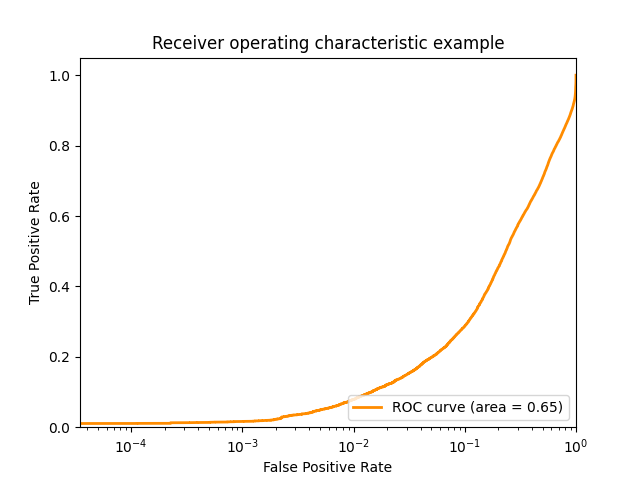 Receiver operating characteristic example
True Positive Rate
1.0
0.8
0.6
0.4
0.2
0.0
10⁻⁴
10⁻³
10⁻²
10⁻¹
10⁰
ROC curve (area = 0.65)
False Positive Rate